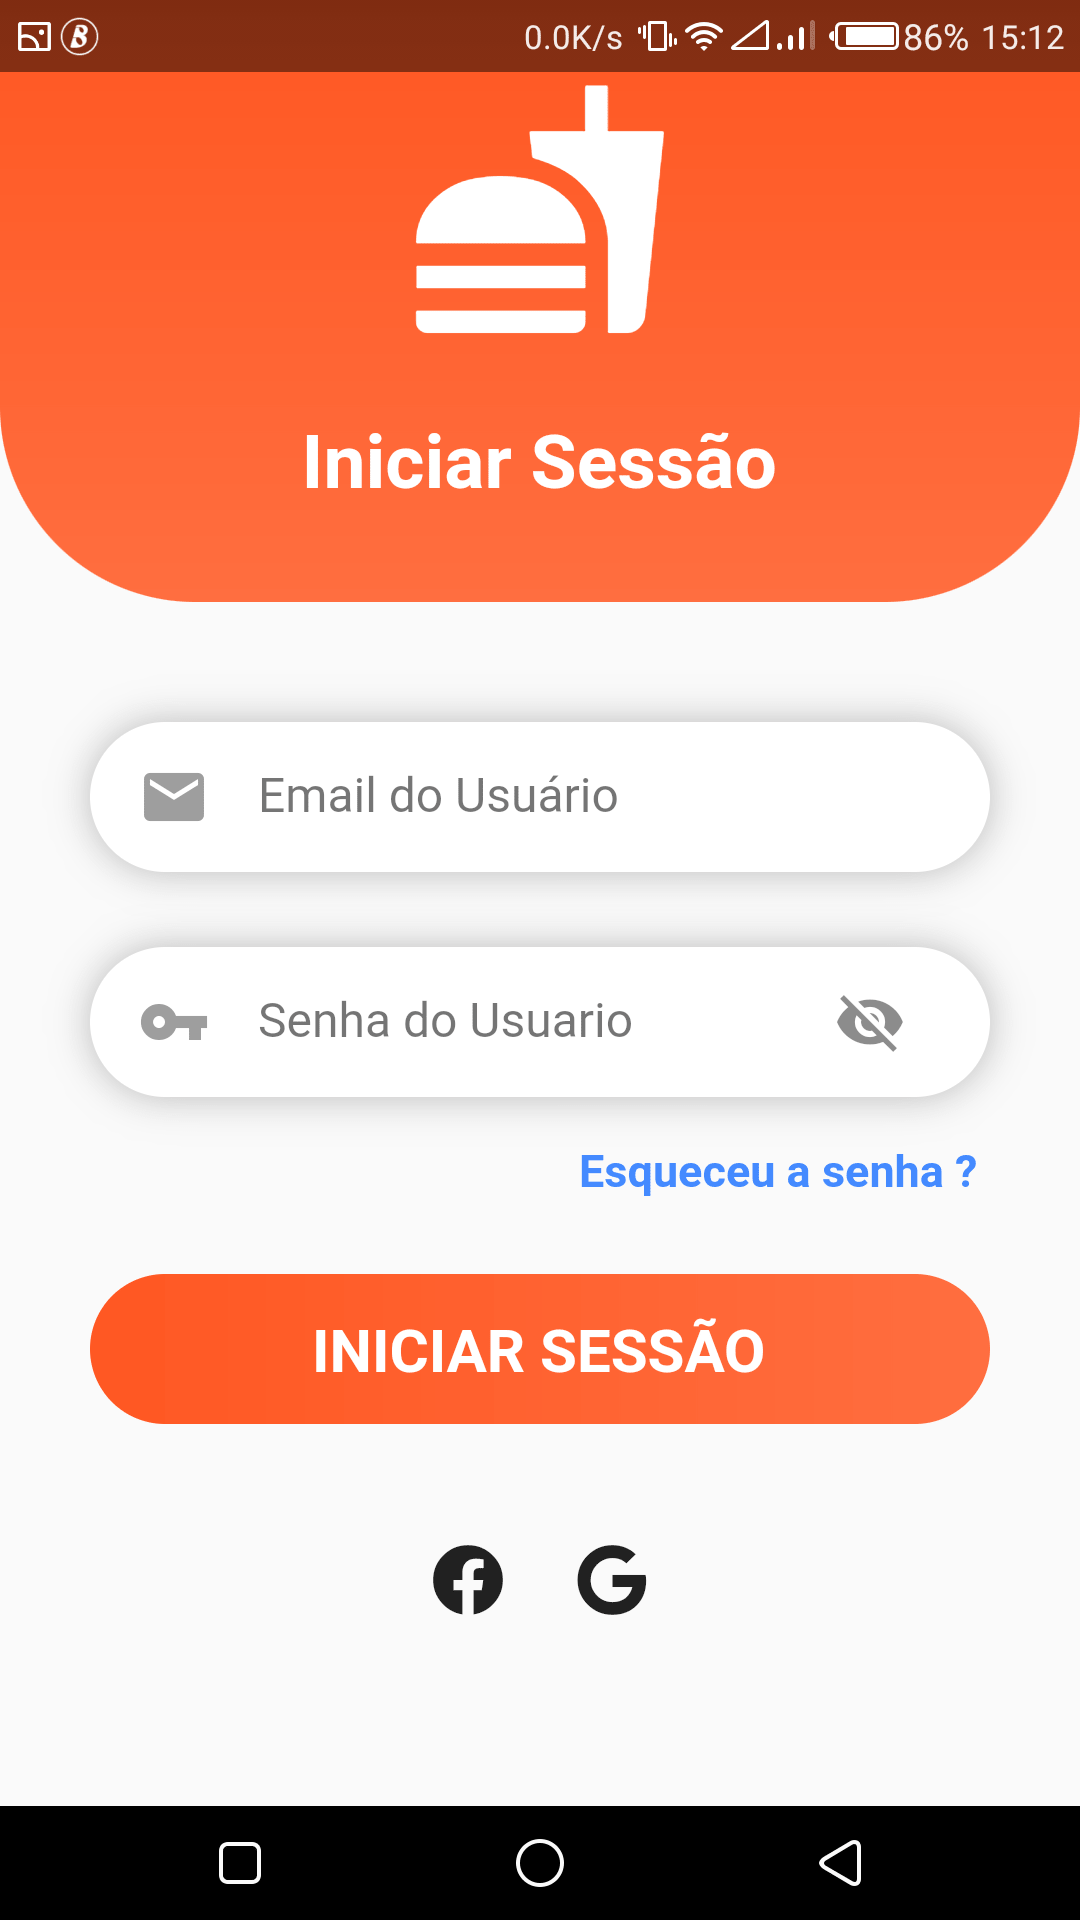 0.0K/s 86% 15:12
Iniciar Sessão
Email do Usuário
Senha do Usuario
Esqueceu a senha ?
INICIAR SESSÃO